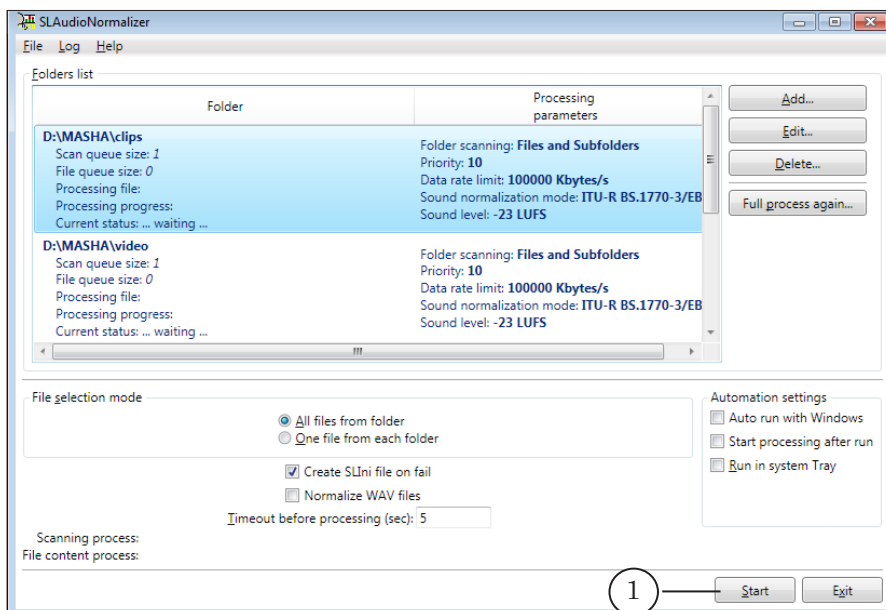 SLAudioNormalizer
File Log Help
Folders list
Folder
Processing
parameters
D:\MASHA\clips
Scan queue size: 1
File queue size: 0
Processing file:
Processing progress:
Current status: ... waiting ...
Folder scanning: Files and Subfolders
Priority: 10
Data rate limit: 100000 Kbytes/s
Sound normalization mode: ITU-R BS.1770-3/EB
Sound level: -23 LUFS
D:\MASHA\video
Scan queue size: 1
File queue size: 0
Processing file:
Processing progress:
Current status: ... waiting ...
Folder scanning: Files and Subfolders
Priority: 10
Data rate limit: 100000 Kbytes/s
Sound normalization mode: ITU-R BS.1770-3/EB
Sound level: -23 LUFS
Add...
Edit...
Delete...
Full process again...
File selection mode
All files from folder
One file from each folder
Create SLIni file on fail
Normalize WAV files
Timeout before processing (sec): 5
Automation settings
Auto run with Windows
Start processing after run
Run in system Tray
Scanning process:
File content process:
1
Start
Exit